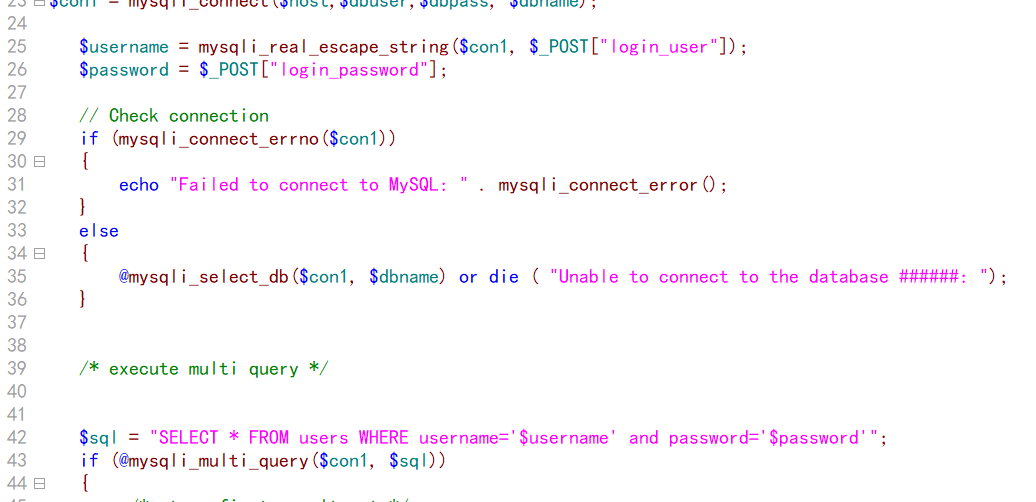 23 $con1 = mysqli_connect($host,$dbuser,$dbpass, $dbname);
24
25 $username = mysqli_real_escape_string($con1, $_POST["login_user"]);
26 $password = $_POST["login_password"];
27
28 // Check connection
29 if (mysqli_connect_errno($con1))
30 {
31 echo "Failed to connect to MySQL: " . mysqli_connect_error();
32 }
33 else
34 {
35 @mysqli_select_db($con1, $dbname) or die ( "Unable to connect to the database ######: ");
36 }
37
38
39 /* execute multi query */
40
41
42 $sql = "SELECT * FROM users WHERE username='$username' and password='$password'";
43 if (@mysqli_multi_query($con1, $sql))
44 {